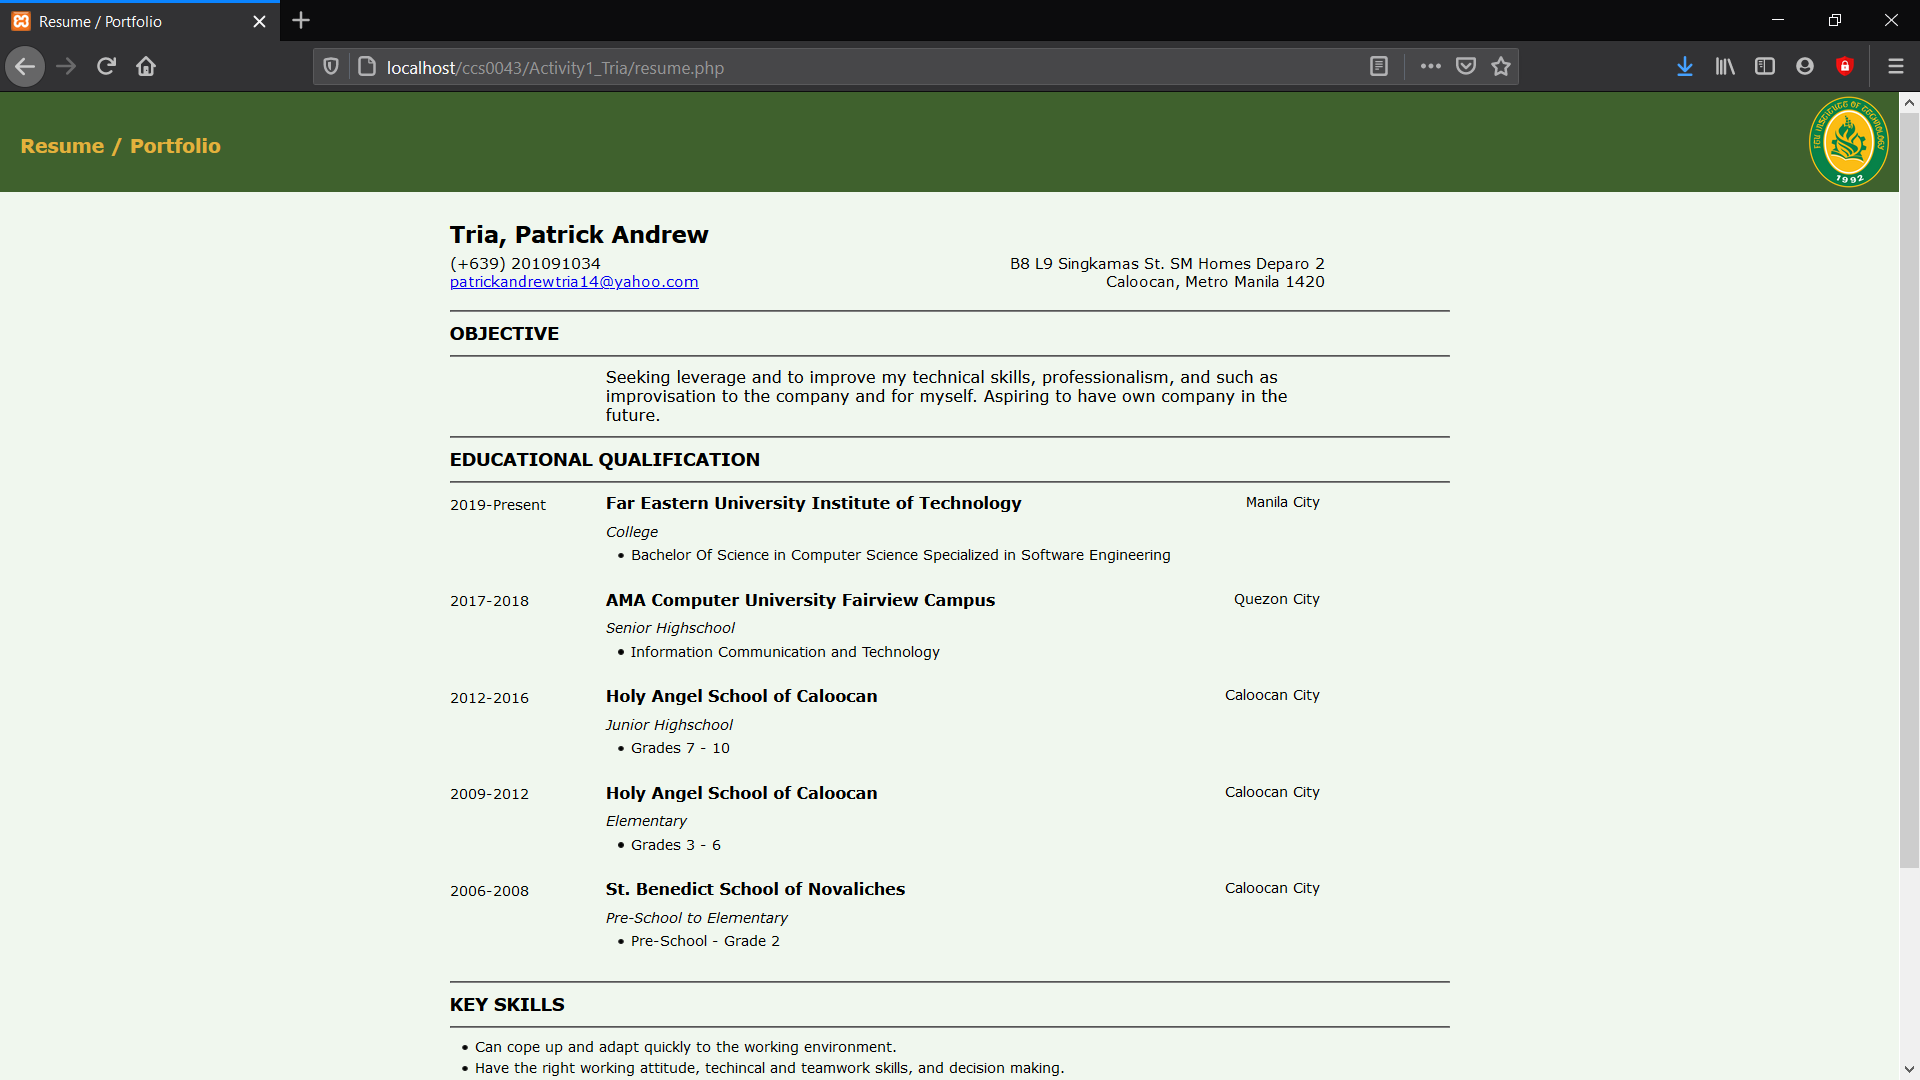 Resume / Portfolio
localhost/ccs0043/Activity1_Tria/resume.php
Resume / Portfolio
FEU INSTITUTE OF TECHNOLOGY
1992
Tria, Patrick Andrew
(+639) 201091034
B8 L9 Singkamas St. SM Homes Deparo 2
patrickandrewtria14@yahoo.com
Caloocan, Metro Manila 1420
OBJECTIVE
Seeking leverage and to improve my technical skills, professionalism, and such as
improvisation to the company and for myself. Aspiring to have own company in the
future.
EDUCATIONAL QUALIFICATION
2019-Present Far Eastern University Institute of Technology Manila City
College
• Bachelor Of Science in Computer Science Specialized in Software Engineering
2017-2018 AMA Computer University Fairview Campus Quezon City
Senior Highschool
• Information Communication and Technology
2012-2016 Holy Angel School of Caloocan Caloocan City
Junior Highschool
• Grades 7 - 10
2009-2012 Holy Angel School of Caloocan Caloocan City
Elementary
• Grades 3 - 6
2006-2008 St. Benedict School of Novaliches Caloocan City
Pre-School to Elementary
• Pre-School - Grade 2
KEY SKILLS
• Can cope up and adapt quickly to the working environment.
• Have the right working attitude, techincal and teamwork skills, and decision making.